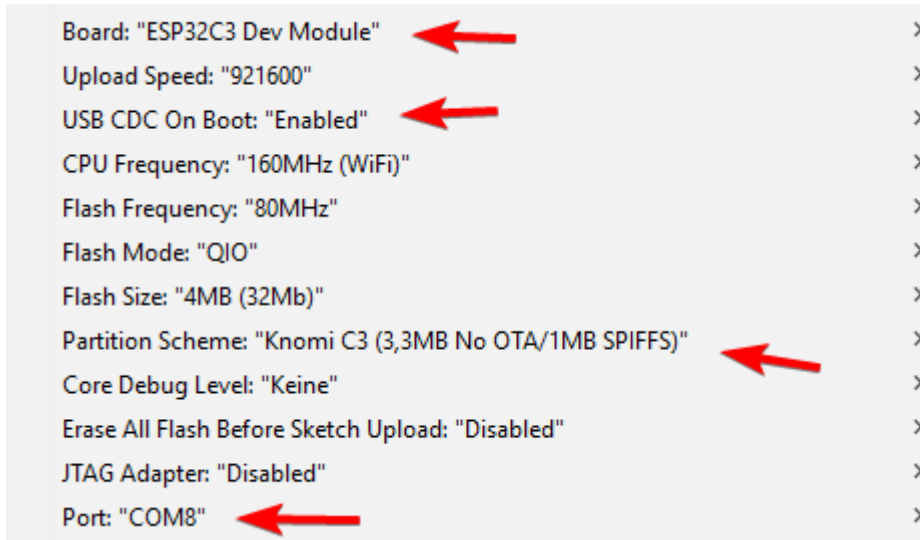 Board: "ESP32C3 Dev Module"
Upload Speed: "921600"
USB CDC On Boot: "Enabled"
CPU Frequency: "160MHz (WiFi)"
Flash Frequency: "80MHz"
Flash Mode: "QIO"
Flash Size: "4MB (32Mb)"
Partition Scheme: "Knomi C3 (3,3MB No OTA/1MB SPIFFS)"
Core Debug Level: "Keine"
Erase All Flash Before Sketch Upload: "Disabled"
JTAG Adapter: "Disabled"
Port: "COM8"